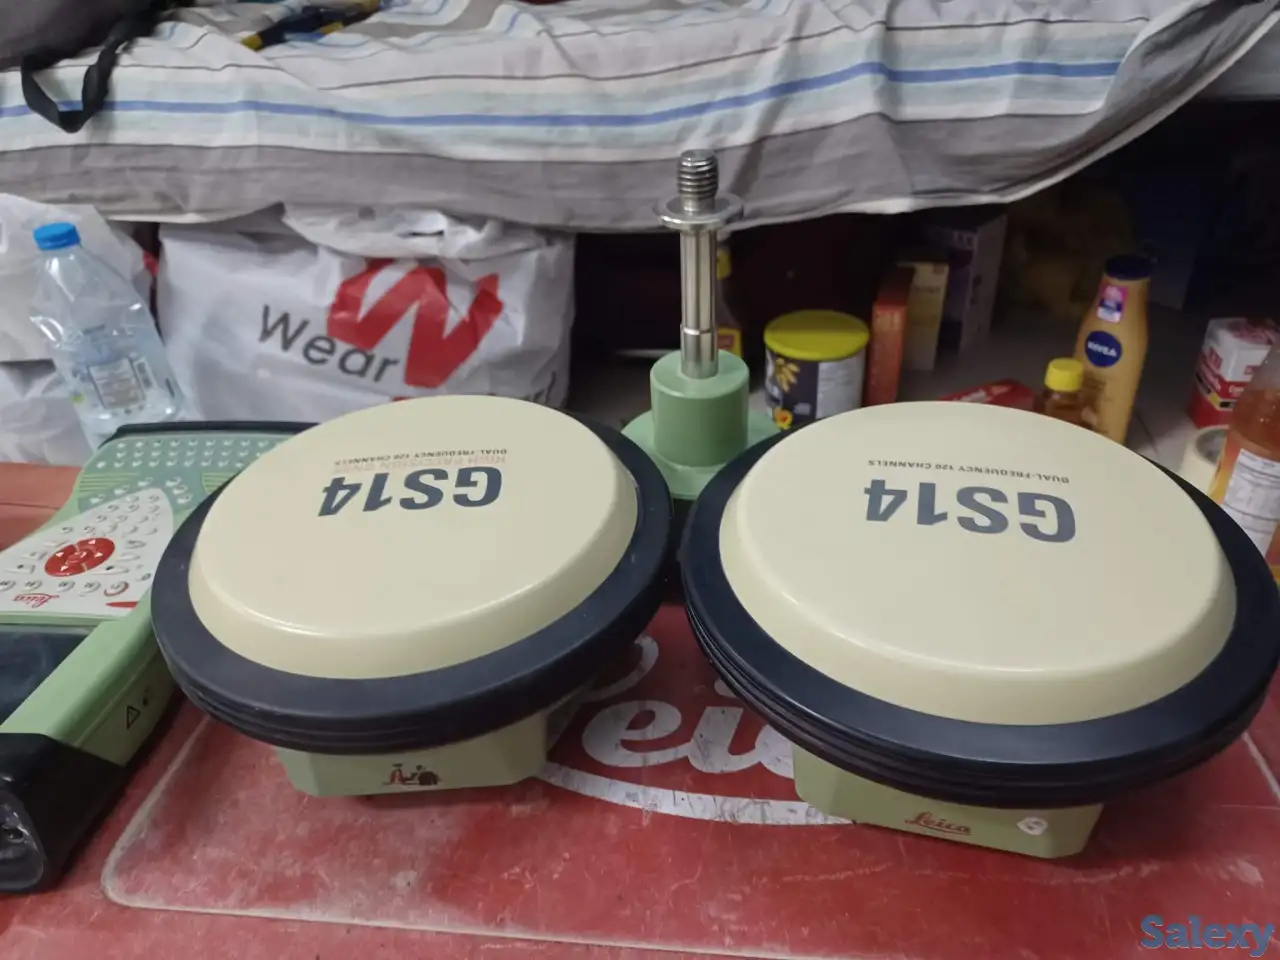 Wear
GS14
HIGH PRECISION GNSS
DUAL-FREQUENCY 120 CHANNELS
GS14
DUAL-FREQUENCY 120 CHANNELS
NIVEA
Leica
Leica
Leica
Salexy